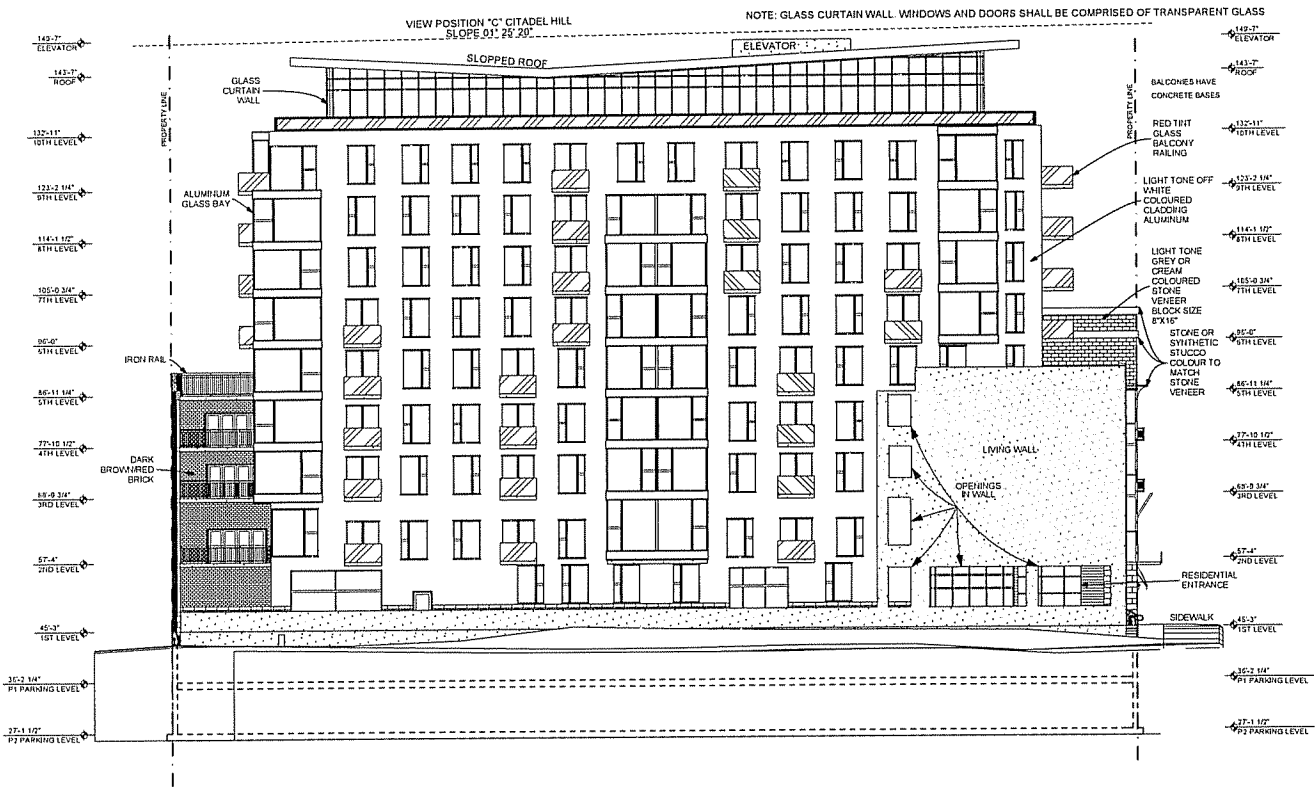 NOTE: GLASS CURTAIN WALL. WINDOWS AND DOORS SHALL BE COMPRISED OF TRANSPARENT GLASS
VIEW POSITION "C" CITADEL HILL
SLOPE 01° 25' 20"
149'-7"
ELEVATOR
143'-7"
ROOF
132'-11"
10TH LEVEL
123'-2 1/4"
9TH LEVEL
114'-1 1/2"
8TH LEVEL
105'-0 3/4"
7TH LEVEL
96'-0"
6TH LEVEL
86'-11 1/4"
5TH LEVEL
77'-10 1/2"
4TH LEVEL
68'-9 3/4"
3RD LEVEL
57'-4"
2ND LEVEL
45'-3"
1ST LEVEL
36'-2 1/4"
P1 PARKING LEVEL
27'-1 1/2"
P2 PARKING LEVEL
PROPERTY LINE
GLASS
CURTAIN
WALL
ALUMINUM
GLASS BAY
IRON RAIL
DARK
BROWN/RED
BRICK
SLOPPED ROOF
ELEVATOR
LIVING WALL
OPENINGS
IN WALL
PROPERTY LINE
BALCONIES HAVE
CONCRETE BASES
RED TINT
GLASS
BALCONY
RAILING
LIGHT TONE OFF
WHITE
COLOURED
CLADDING
ALUMINUM
LIGHT TONE
GREY OR
CREAM
COLOURED
STONE
VENEER
BLOCK SIZE
8"X16"
STONE OR
SYNTHETIC
STUCCO
COLOUR TO
MATCH
STONE
VENEER
RESIDENTIAL
ENTRANCE
SIDEWALK
149'-7"
ELEVATOR
143'-7"
ROOF
132'-11"
10TH LEVEL
123'-2 1/4"
9TH LEVEL
114'-1 1/2"
8TH LEVEL
105'-0 3/4"
7TH LEVEL
96'-0"
6TH LEVEL
86'-11 1/4"
5TH LEVEL
77'-10 1/2"
4TH LEVEL
68'-9 3/4"
3RD LEVEL
57'-4"
2ND LEVEL
45'-3"
1ST LEVEL
36'-2 1/4"
P1 PARKING LEVEL
27'-1 1/2"
P2 PARKING LEVEL